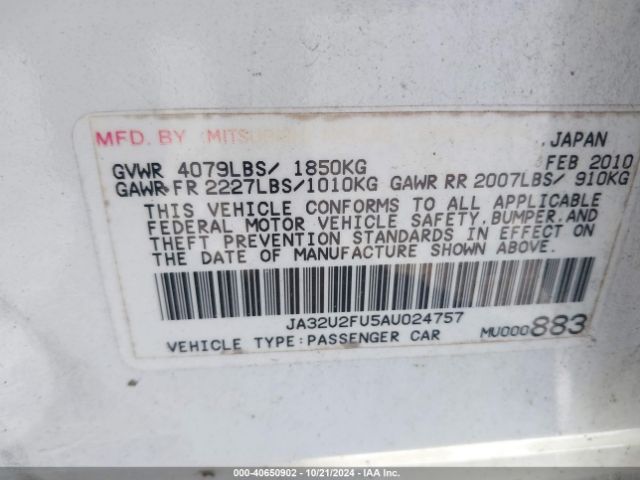 MFD. BY MITSUBISHI JAPAN
FEB 2010
GVWR 4079LBS/ 1850KG
GAWR FR 2227LBS/1010KG GAWR RR 2007LBS/ 910KG
THIS VEHICLE CONFORMS TO ALL APPLICABLE
FEDERAL MOTOR VEHICLE SAFETY, BUMPER, AND
THEFT PREVENTION STANDARDS IN EFFECT ON
THE DATE OF MANUFACTURE SHOWN ABOVE.
JA32U2FU5AU024757
VEHICLE TYPE:PASSENGER CAR MU000883
000-40650902 - 10/21/2024 - IAA Inc.